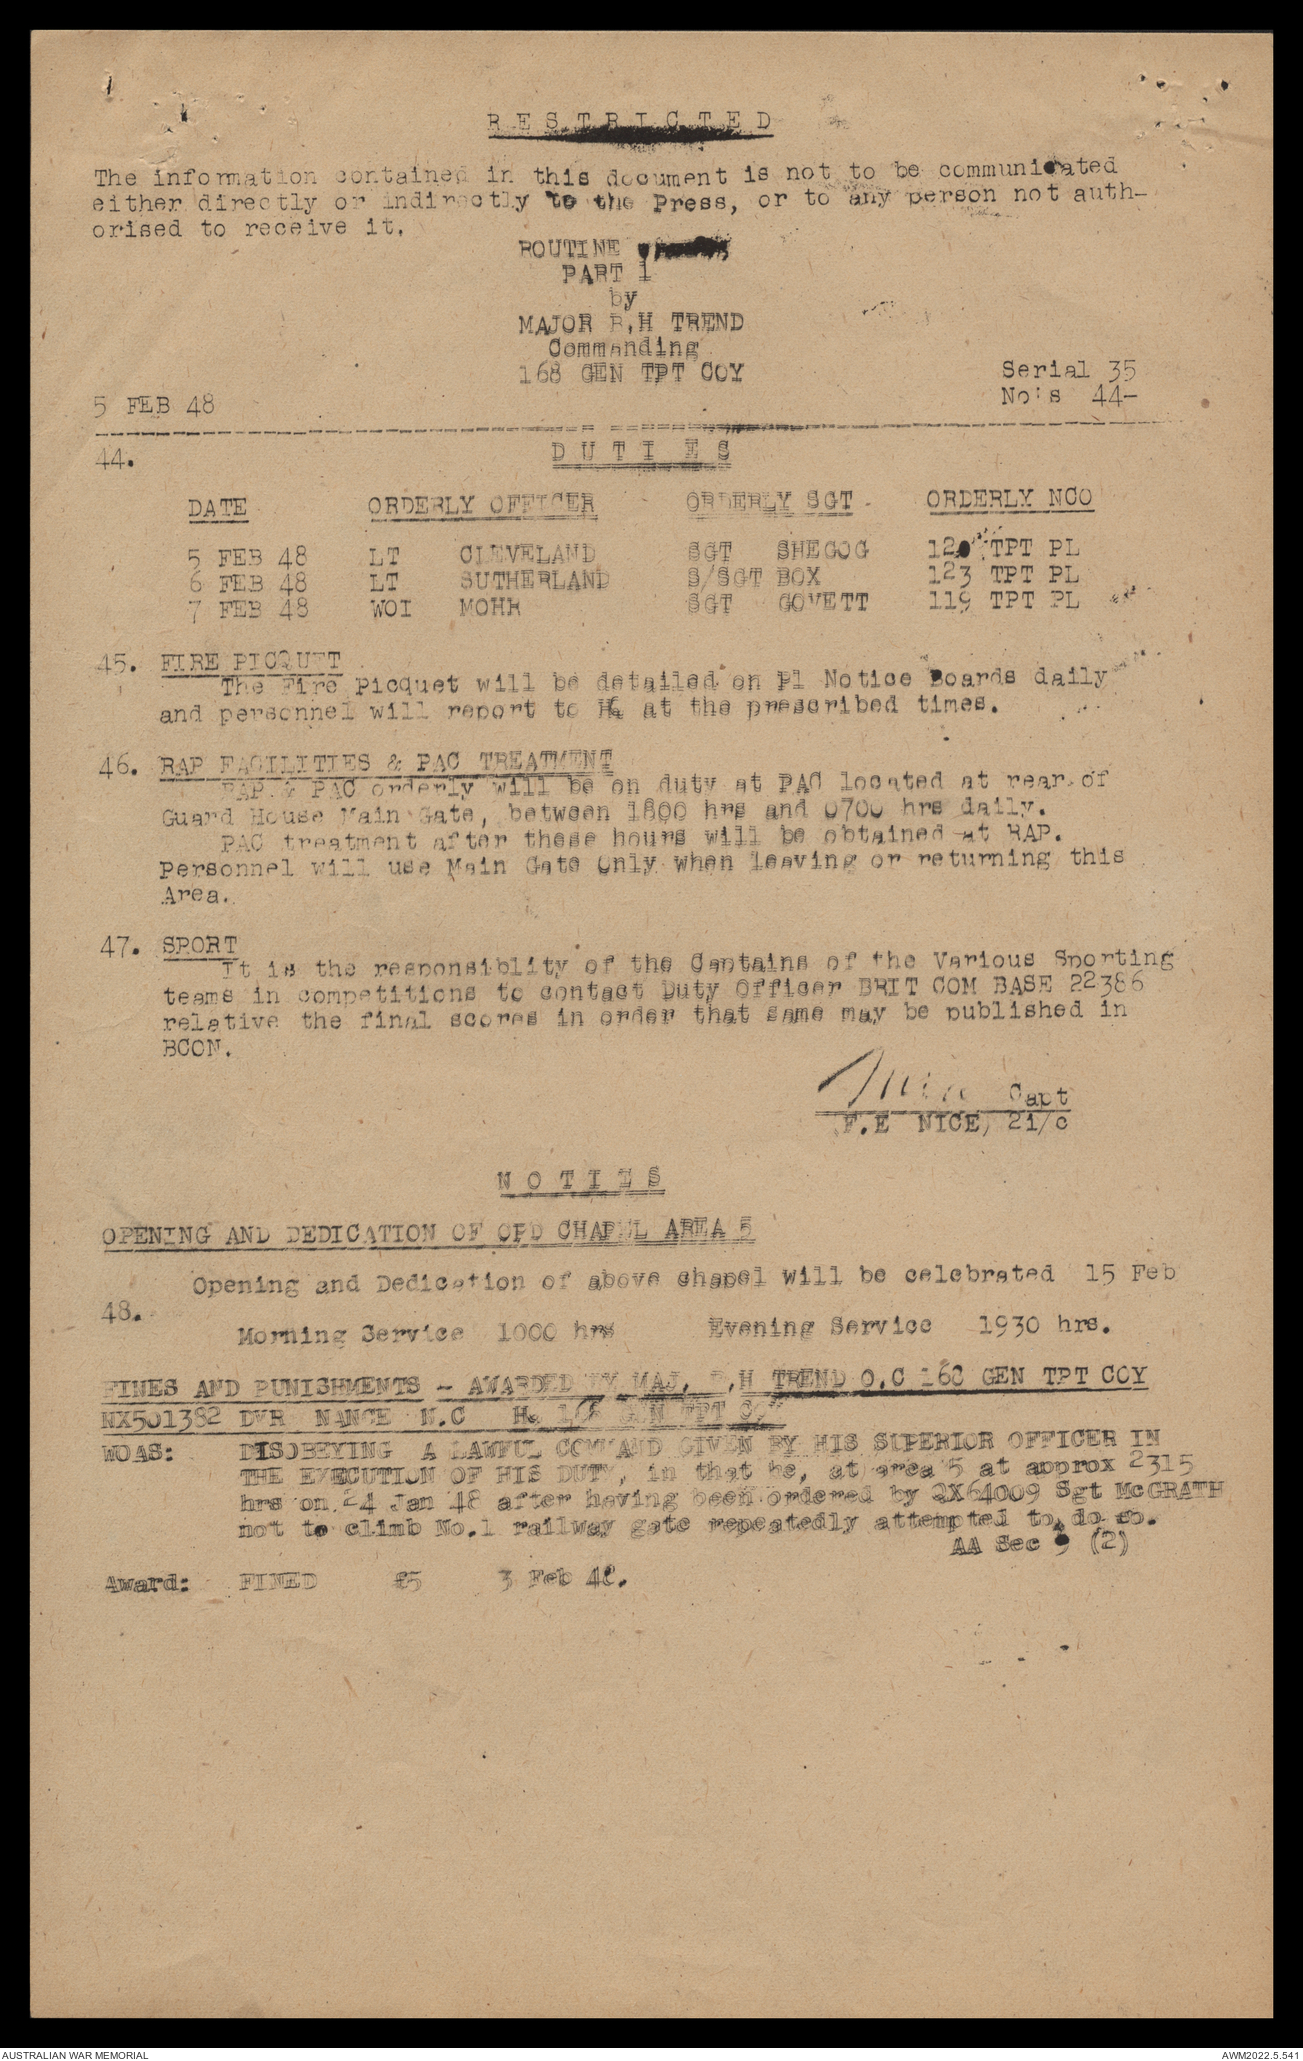 RESTRICTED
The information contained in this document is not to be communicated
either directly or indirectly to the Press, or to any person not auth-
orised to receive it.
ROUTINE
PART 1
by
MAJOR R.H TREND
Commanding
168 GEN TPT COY
Serial 35
No's 44-
5 FEB 48
44. DUTIES
DATE ORDERLY OFFICER ORDERLY SGT ORDERLY NCO
5 FEB 48 LT CLEVELAND SGT SHEGOG TPT PL
6 FEB 48 LT SUTHERLAND S/SGT BOX 123 TPT PL
7 FEB 48 WOI MOHR SGT GOVETT 119 TPT PL
45. FIRE PICQUET
The Fire Picquet will be detailed on Pl Notice Boards daily
and personnel will report to HQ at the prescribed times.
46. RAP FACILITIES & PAC TREATMENT
RAP & PAC orderly will be on duty at PAC located at rear of
Guard House Main Gate, between 1800 hrs and 0700 hrs daily.
PAC treatment after these hours will be obtained at RAP.
Personnel will use Main Gate Only when leaving or returning this
Area.
47. SPORT
It is the responsiblity of the Captains of the Various Sporting
teams in competitions to contact Duty Officer BRIT COM BASE 22386
relative the final scores in order that same may be published in
BCON.
Capt
F.E NICE, 2i/c
NOTIES
OPENING AND DEDICATION OF OPD CHAPEL AREA 5
Opening and Dedication of above chapel will be celebrated 15 Feb
48.
Morning Service 1000 hrs Evening Service 1930 hrs.
FINES AND PUNISHMENTS - AWARDED BY MAJ. R.H TREND O.C 168 GEN TPT COY
NX501382 DVR NANCE N.C HQ 168 GEN TPT COY
WOAS: DISOBEYING A LAWFUL COMMAND GIVEN BY HIS SUPERIOR OFFICER IN
THE EXECUTION OF HIS DUTY, in that he, at area 5 at approx 2315
hrs on 24 Jan 48 after having been ordered by QX64009 Sgt McGRATH
not to climb No.1 railway gate repeatedly attempted to do so.
AA Sec 9 (2)
Award: FINED £5 3 Feb 48.
AUSTRALIAN WAR MEMORIAL
AWM2022.5.541